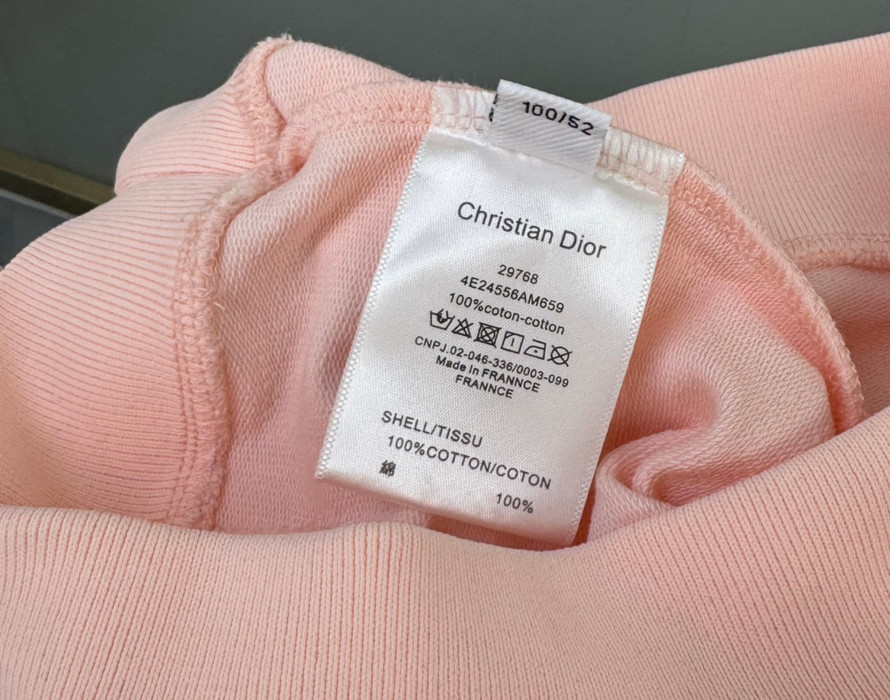 100/52
Christian Dior
29768
4E24556AM659
100%coton-cotton
CNPJ.02-046-336/0003-099
Made in FRANNCE
FRANNCE
SHELL/TISSU
100%COTTON/COTON
綿
100%